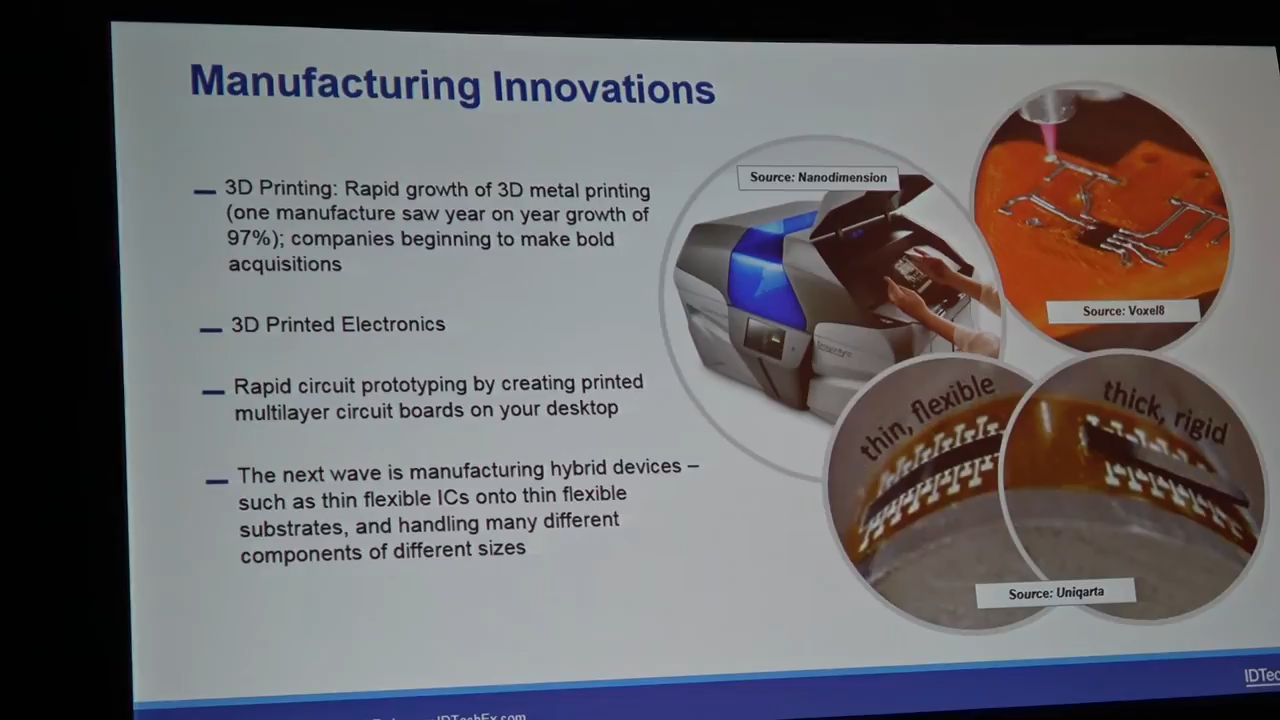 Manufacturing Innovations
3D Printing: Rapid growth of 3D metal printing
(one manufacture saw year on year growth of
97%); companies beginning to make bold
acquisitions
3D Printed Electronics
Rapid circuit prototyping by creating printed
multilayer circuit boards on your desktop
The next wave is manufacturing hybrid devices –
such as thin flexible ICs onto thin flexible
substrates, and handling many different
components of different sizes
Source: Nanodimension
Source: Voxel8
thin, flexible
thick, rigid
Source: Uniqarta
IDTechEx.com
IDTec